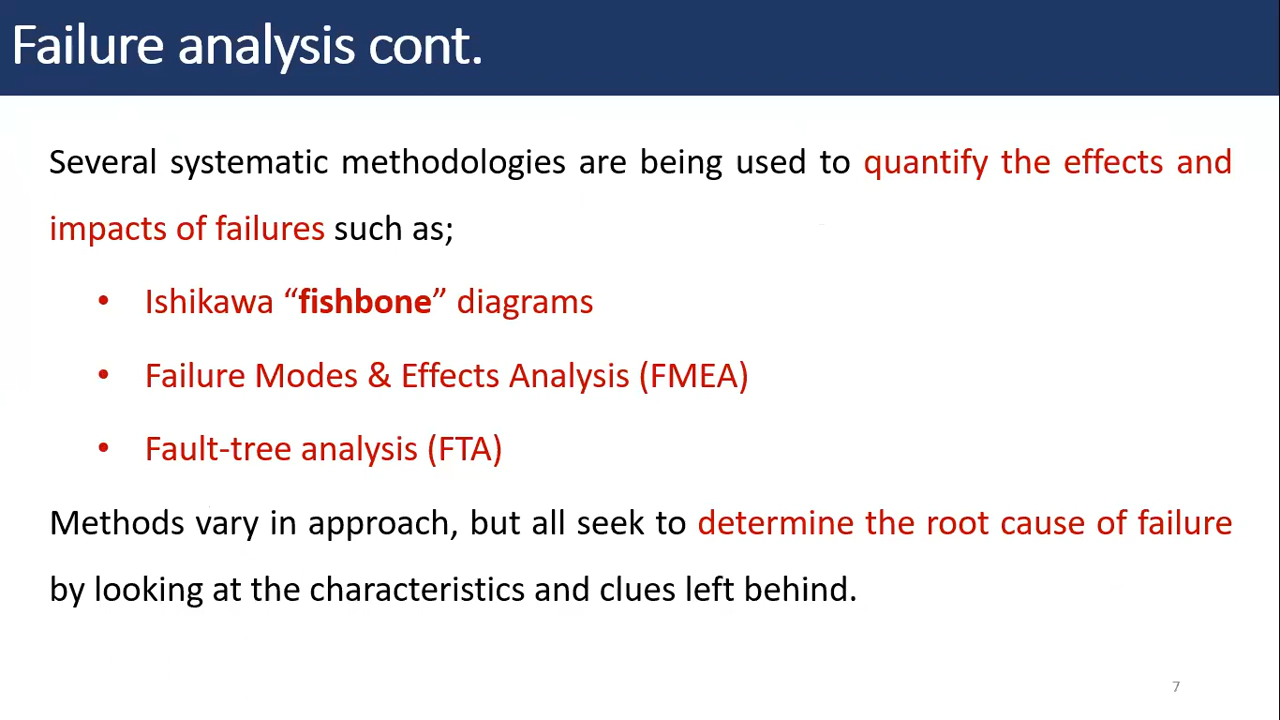 Failure analysis cont.
Several systematic methodologies are being used to quantify the effects and
impacts of failures such as;
• Ishikawa “fishbone” diagrams
• Failure Modes & Effects Analysis (FMEA)
• Fault-tree analysis (FTA)
Methods vary in approach, but all seek to determine the root cause of failure
by looking at the characteristics and clues left behind.
7